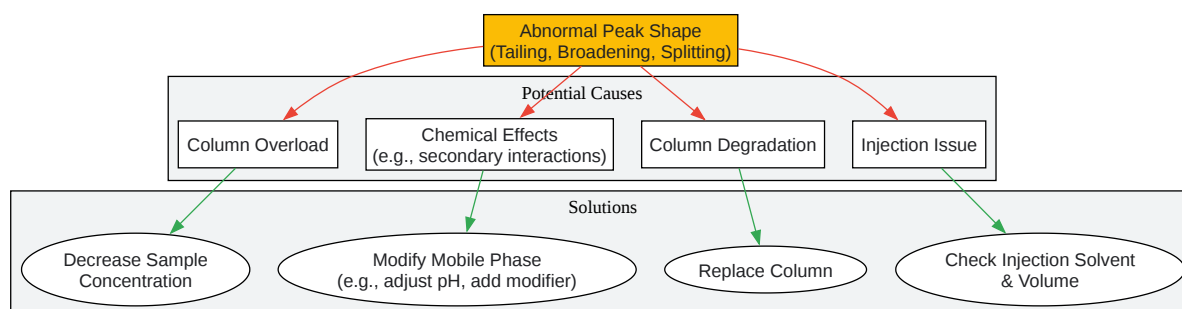 Abnormal Peak Shape
(Tailing, Broadening, Splitting)
Potential Causes
Column Overload
Chemical Effects
(e.g., secondary interactions)
Column Degradation
Injection Issue
Solutions
Decrease Sample
Concentration
Modify Mobile Phase
(e.g., adjust pH, add modifier)
Replace Column
Check Injection Solvent
& Volume